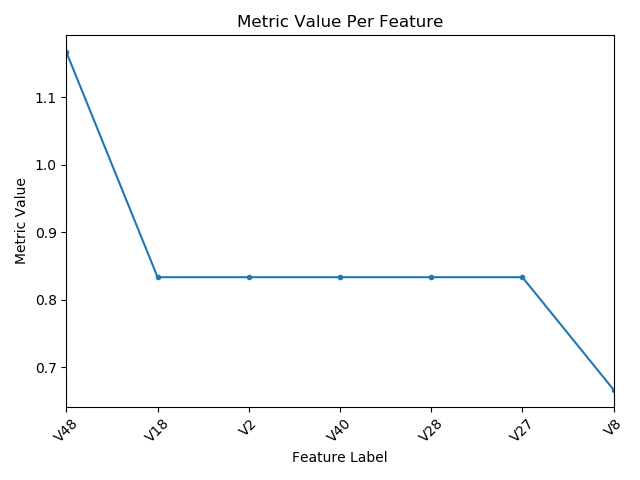 Metric Value Per Feature
1.1
1.0
0.9
0.8
0.7
Metric Value
V48
V18
V2
V40
V28
V27
V8
Feature Label